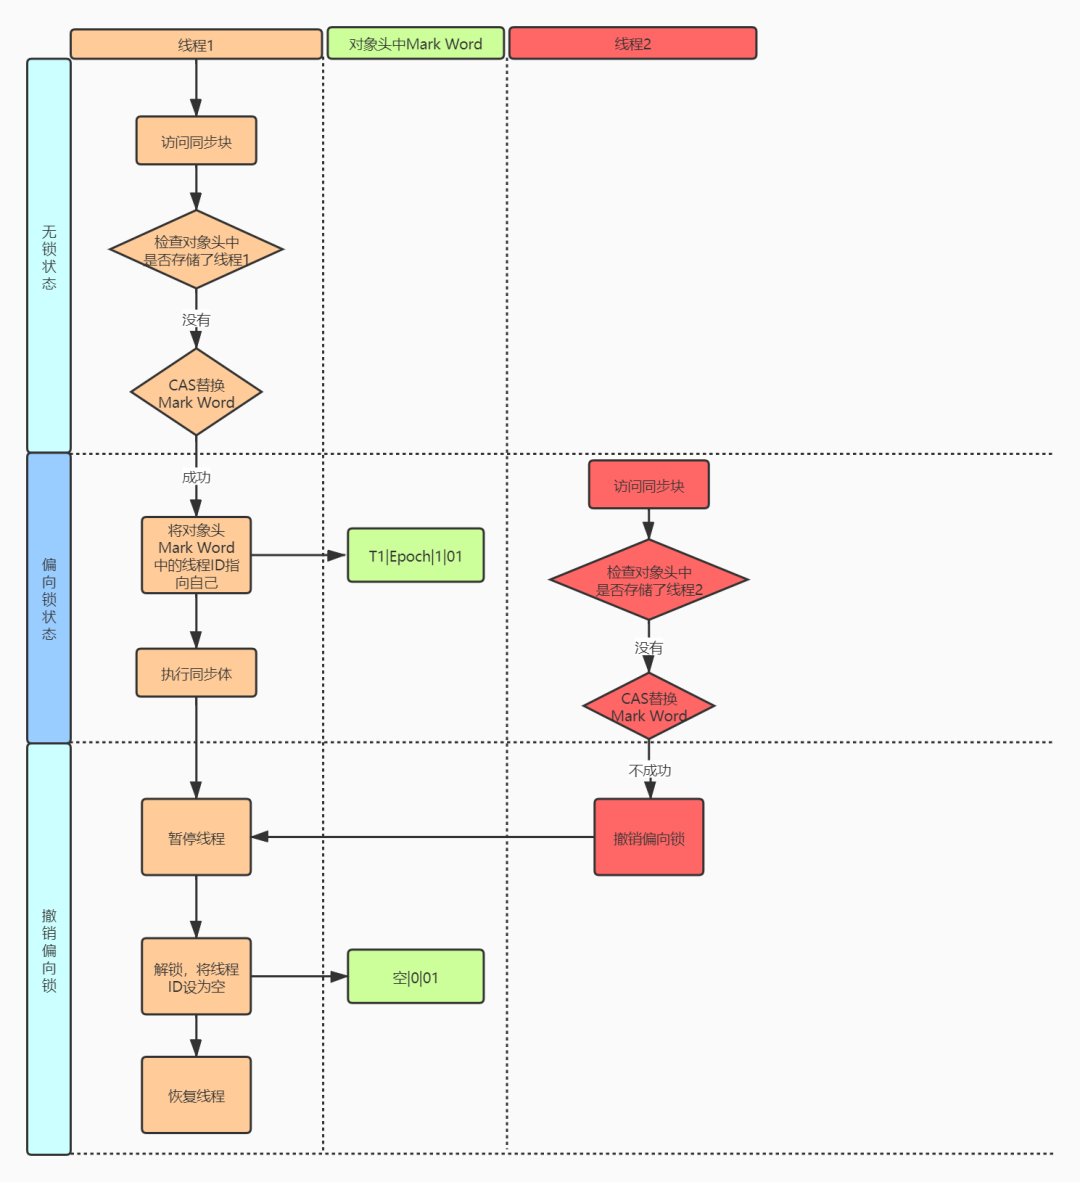 线程1
对象头中Mark Word
线程2
无
锁
状
态
访问同步块
检查对象头中
是否存储了线程1
没有
CAS替换
Mark Word
偏
向
锁
状
态
成功
将对象头
Mark Word
中的线程ID指
向自己
T1|Epoch|1|01
执行同步体
访问同步块
检查对象头中
是否存储了线程2
没有
CAS替换
Mark Word
撤
销
偏
向
锁
不成功
暂停线程
撤销偏向锁
解锁，将线程
ID设为空
空|0|01
恢复线程